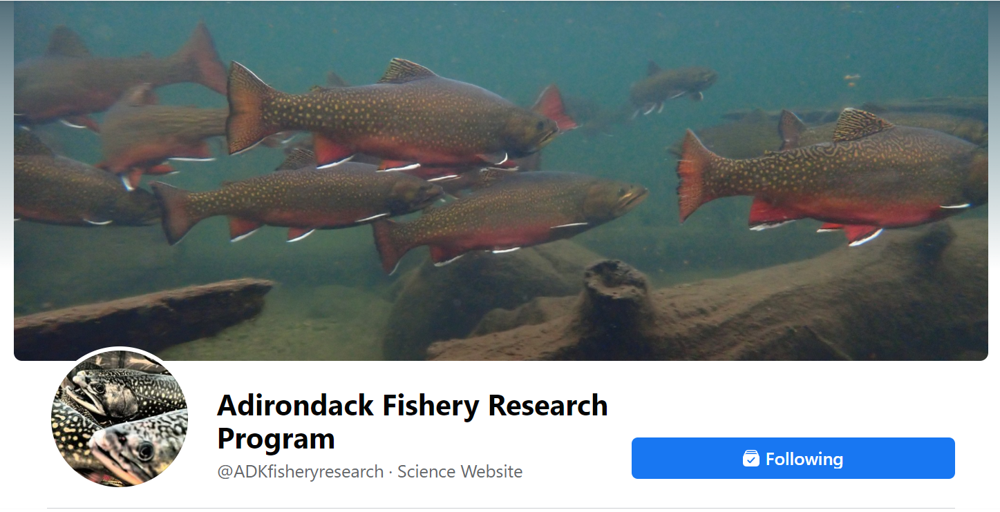 Adirondack Fishery Research
Program
@ADKfisheryresearch · Science Website
Following